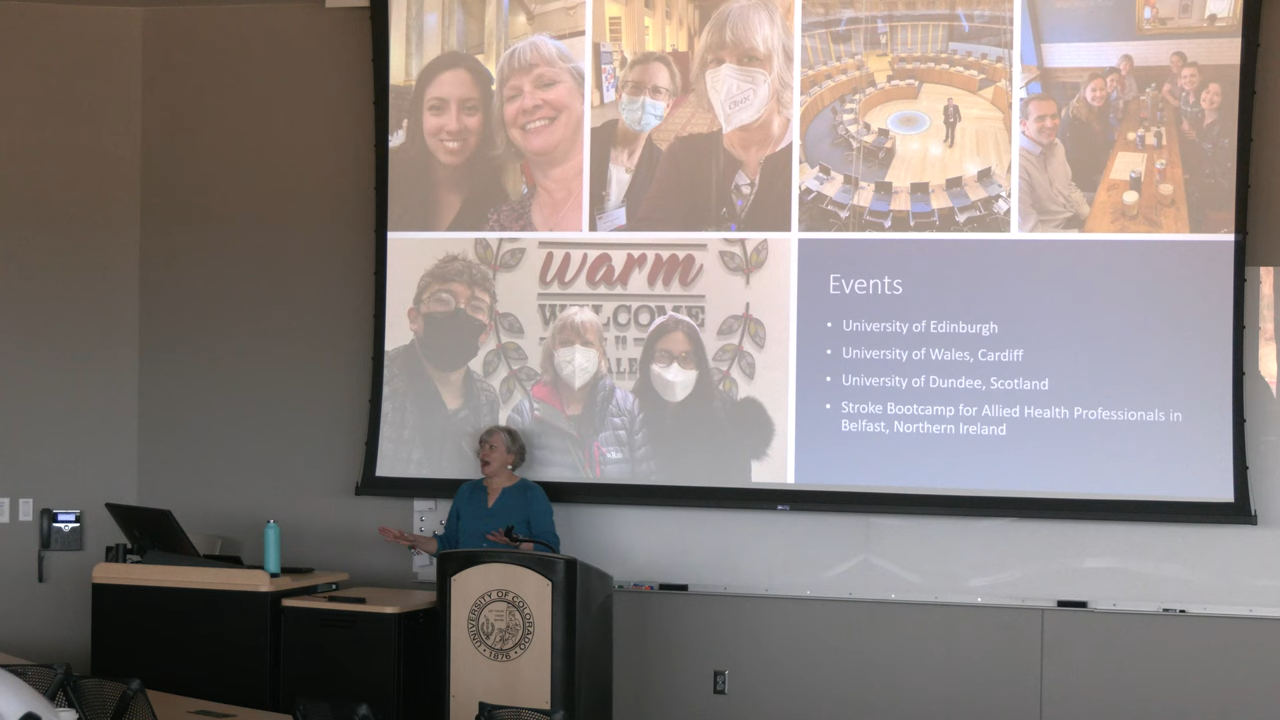 warm
WELCOME
TO
Events
• University of Edinburgh
• University of Wales, Cardiff
• University of Dundee, Scotland
• Stroke Bootcamp for Allied Health Professionals in
Belfast, Northern Ireland
UNIVERSITY OF COLORADO
1876